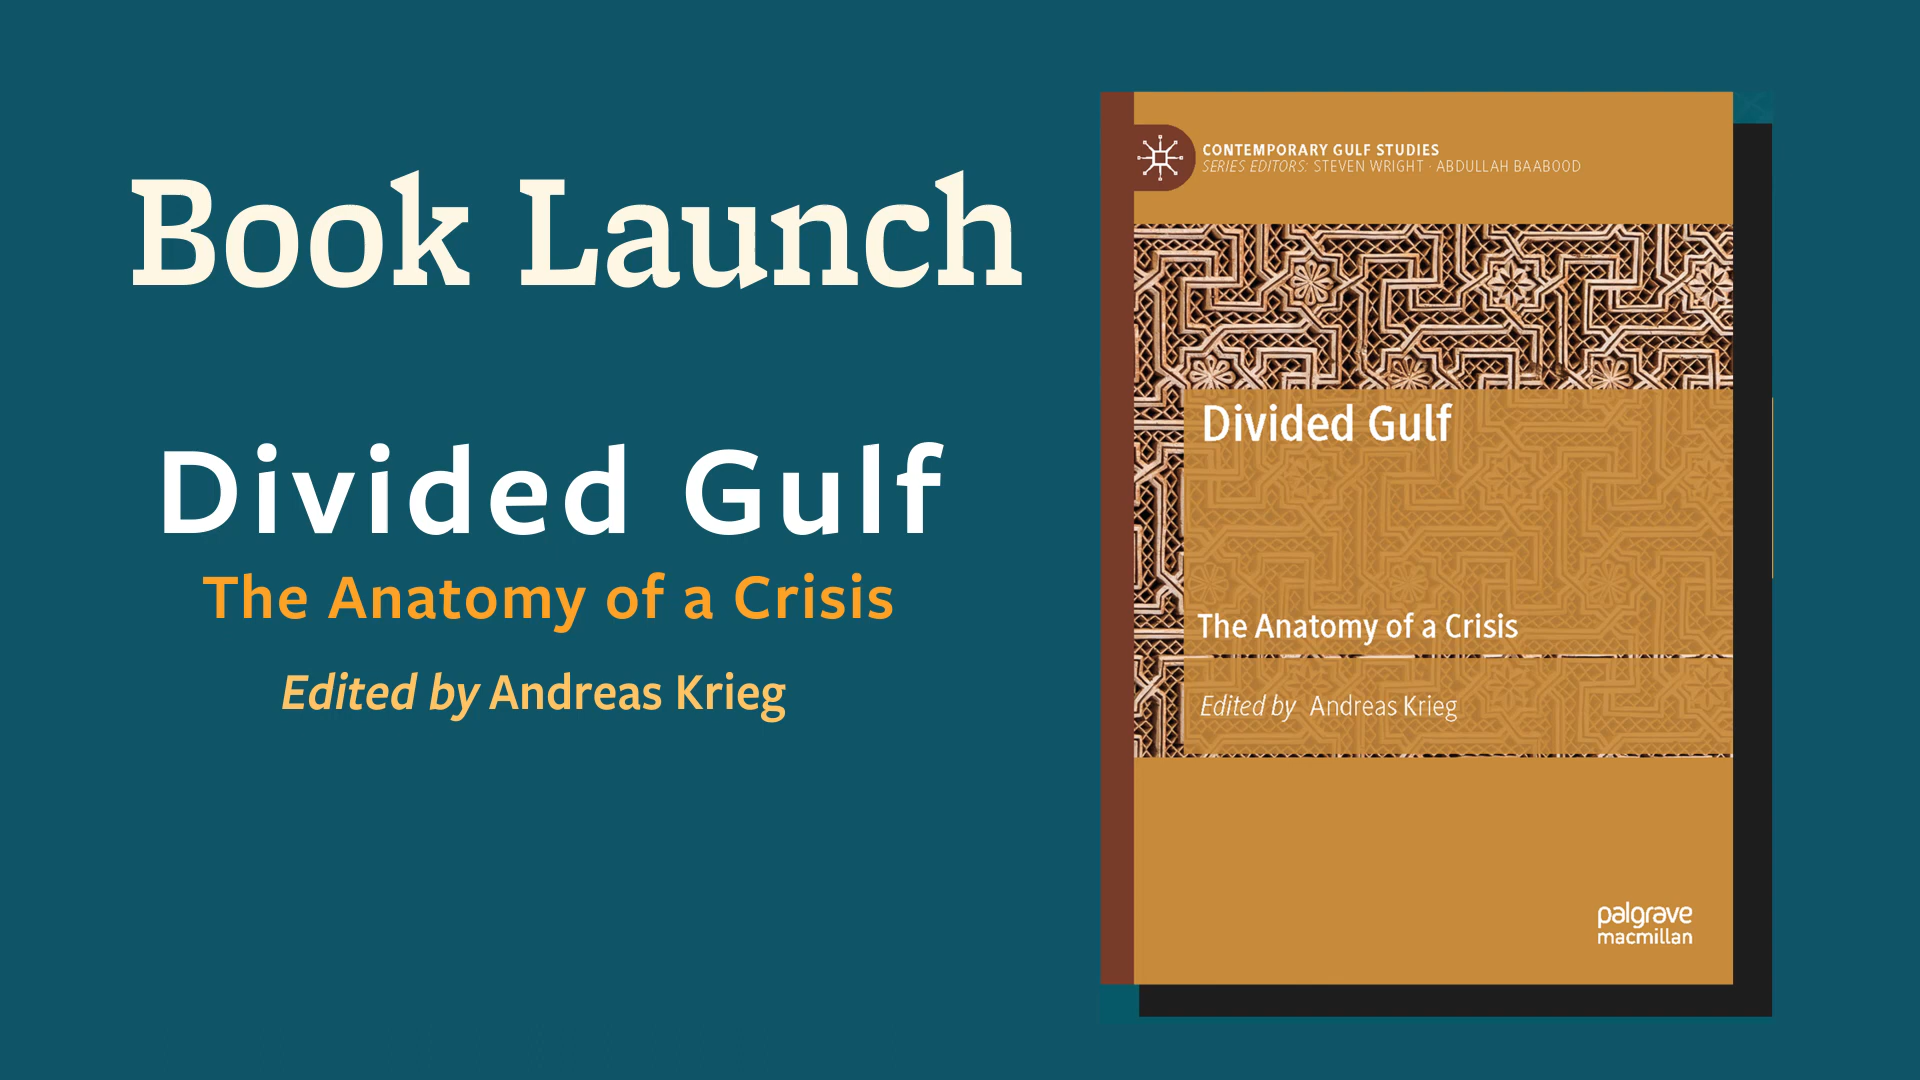 Book Launch
Divided Gulf
The Anatomy of a Crisis
Edited by Andreas Krieg
CONTEMPORARY GULF STUDIES
SERIES EDITORS: STEVEN WRIGHT · ABDULLAH BAABOOD
Divided Gulf
The Anatomy of a Crisis
Edited by Andreas Krieg
palgrave
macmillan